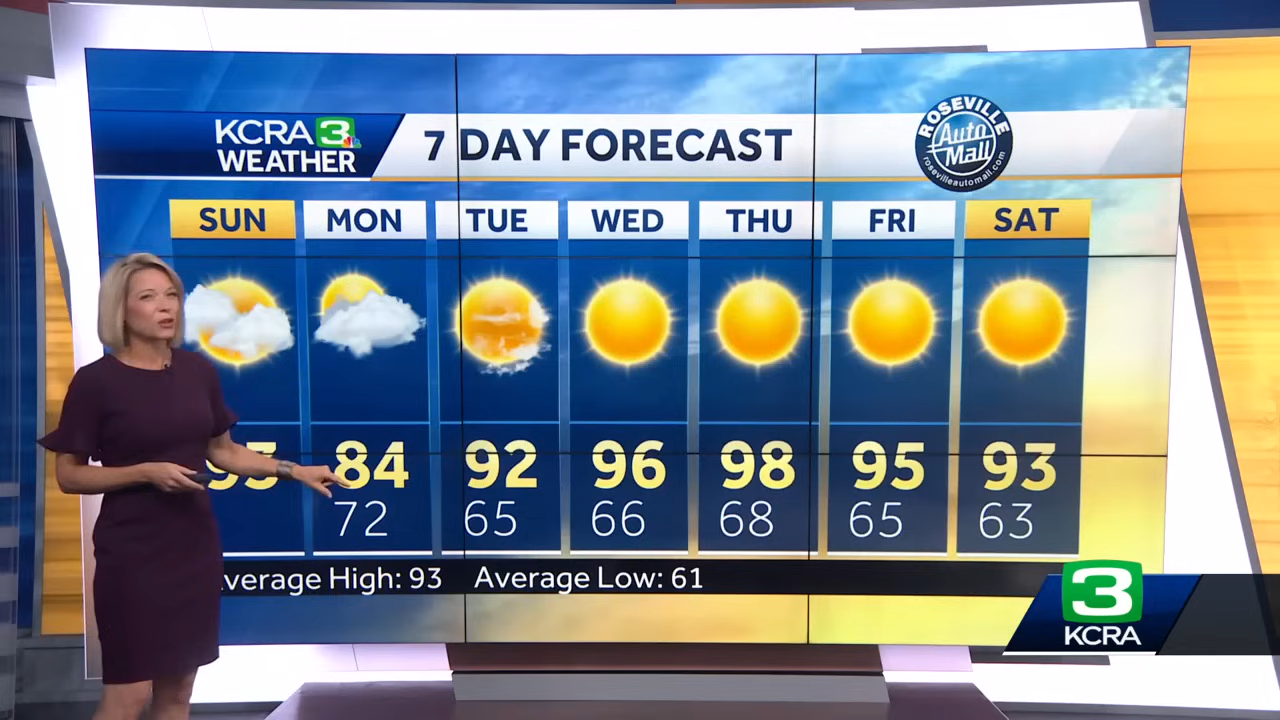 KCRA 3
WEATHER
7 DAY FORECAST
ROSEVILLE
Auto
Mall
rosevilleautomall.com
SUN MON TUE WED THU FRI SAT
84 92 96 98 95 93
72 65 66 68 65 63
High: 93 Average Low: 61
3
KCRA